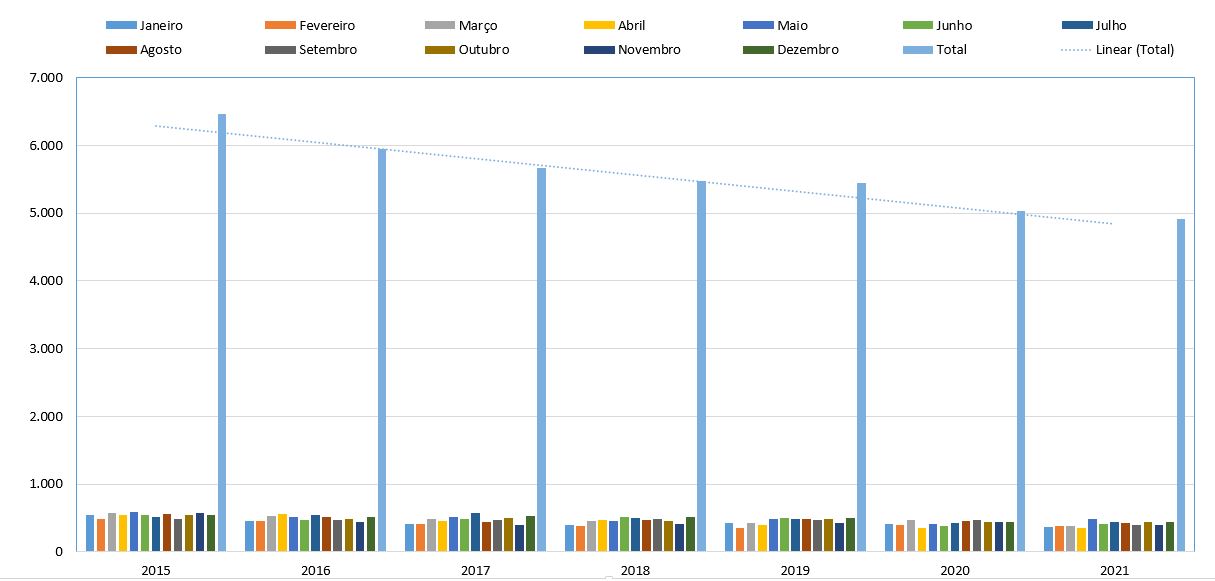 Janeiro Fevereiro Março Abril Maio Junho Julho
Agosto Setembro Outubro Novembro Dezembro Total Linear (Total)
7.000
6.000
5.000
4.000
3.000
2.000
1.000
0
2015 2016 2017 2018 2019 2020 2021